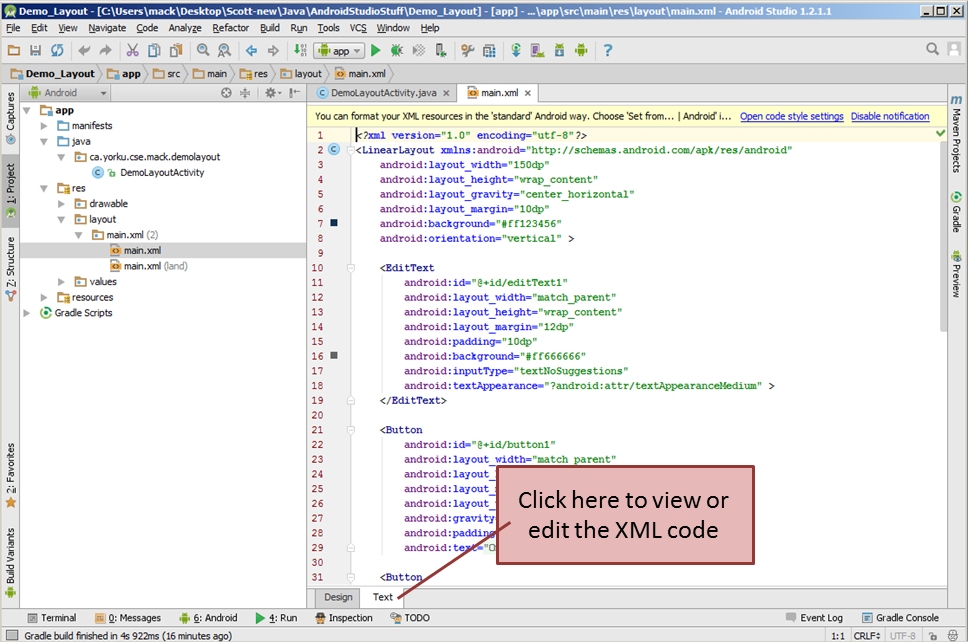 Demo_Layout - [C:\Users\mack\Desktop\Scott-new\Java\AndroidStudioStuff\Demo_Layout] - [app] - ...\app\src\main\res\layout\main.xml - Android Studio 1.2.1.1
File Edit View Navigate Code Analyze Refactor Build Run Tools VCS Window Help
app
Demo_Layout app src main res layout main.xml
Android
DemoLayoutActivity.java main.xml
Captures
1: Project
Z: Structure
2: Favorites
Build Variants
app
manifests
java
ca.yorku.cse.mack.demolayout
DemoLayoutActivity
res
drawable
layout
main.xml (2)
main.xml
main.xml (land)
values
resources
Gradle Scripts
You can format your XML resources in the 'standard' Android way. Choose 'Set from... | Android' i... Open code style settings Disable notification
1 <?xml version="1.0" encoding="utf-8"?>
2 <LinearLayout xmlns:android="http://schemas.android.com/apk/res/android"
3 android:layout_width="150dp"
4 android:layout_height="wrap_content"
5 android:layout_gravity="center_horizontal"
6 android:layout_margin="10dp"
7 android:background="#ff123456"
8 android:orientation="vertical" >
9
10 <EditText
11 android:id="@+id/editText1"
12 android:layout_width="match_parent"
13 android:layout_height="wrap_content"
14 android:layout_margin="12dp"
15 android:padding="10dp"
16 android:background="#ff666666"
17 android:inputType="textNoSuggestions"
18 android:textAppearance="?android:attr/textAppearanceMedium" >
19 </EditText>
20
21 <Button
22 android:id="@+id/button1"
23 android:layout_width="match_parent"
24 android:layout_
25 android:layout_
26 android:layout_
27 android:gravity
28 android:padding
29 android:text="O
30
31 <Button
Click here to view or
edit the XML code
Design Text
m Maven Projects
Gradle
Preview
Terminal 0: Messages 6: Android 4: Run Inspection TODO Event Log Gradle Console
Gradle build finished in 4s 922ms (16 minutes ago) 1:1 CRLF UTF-8